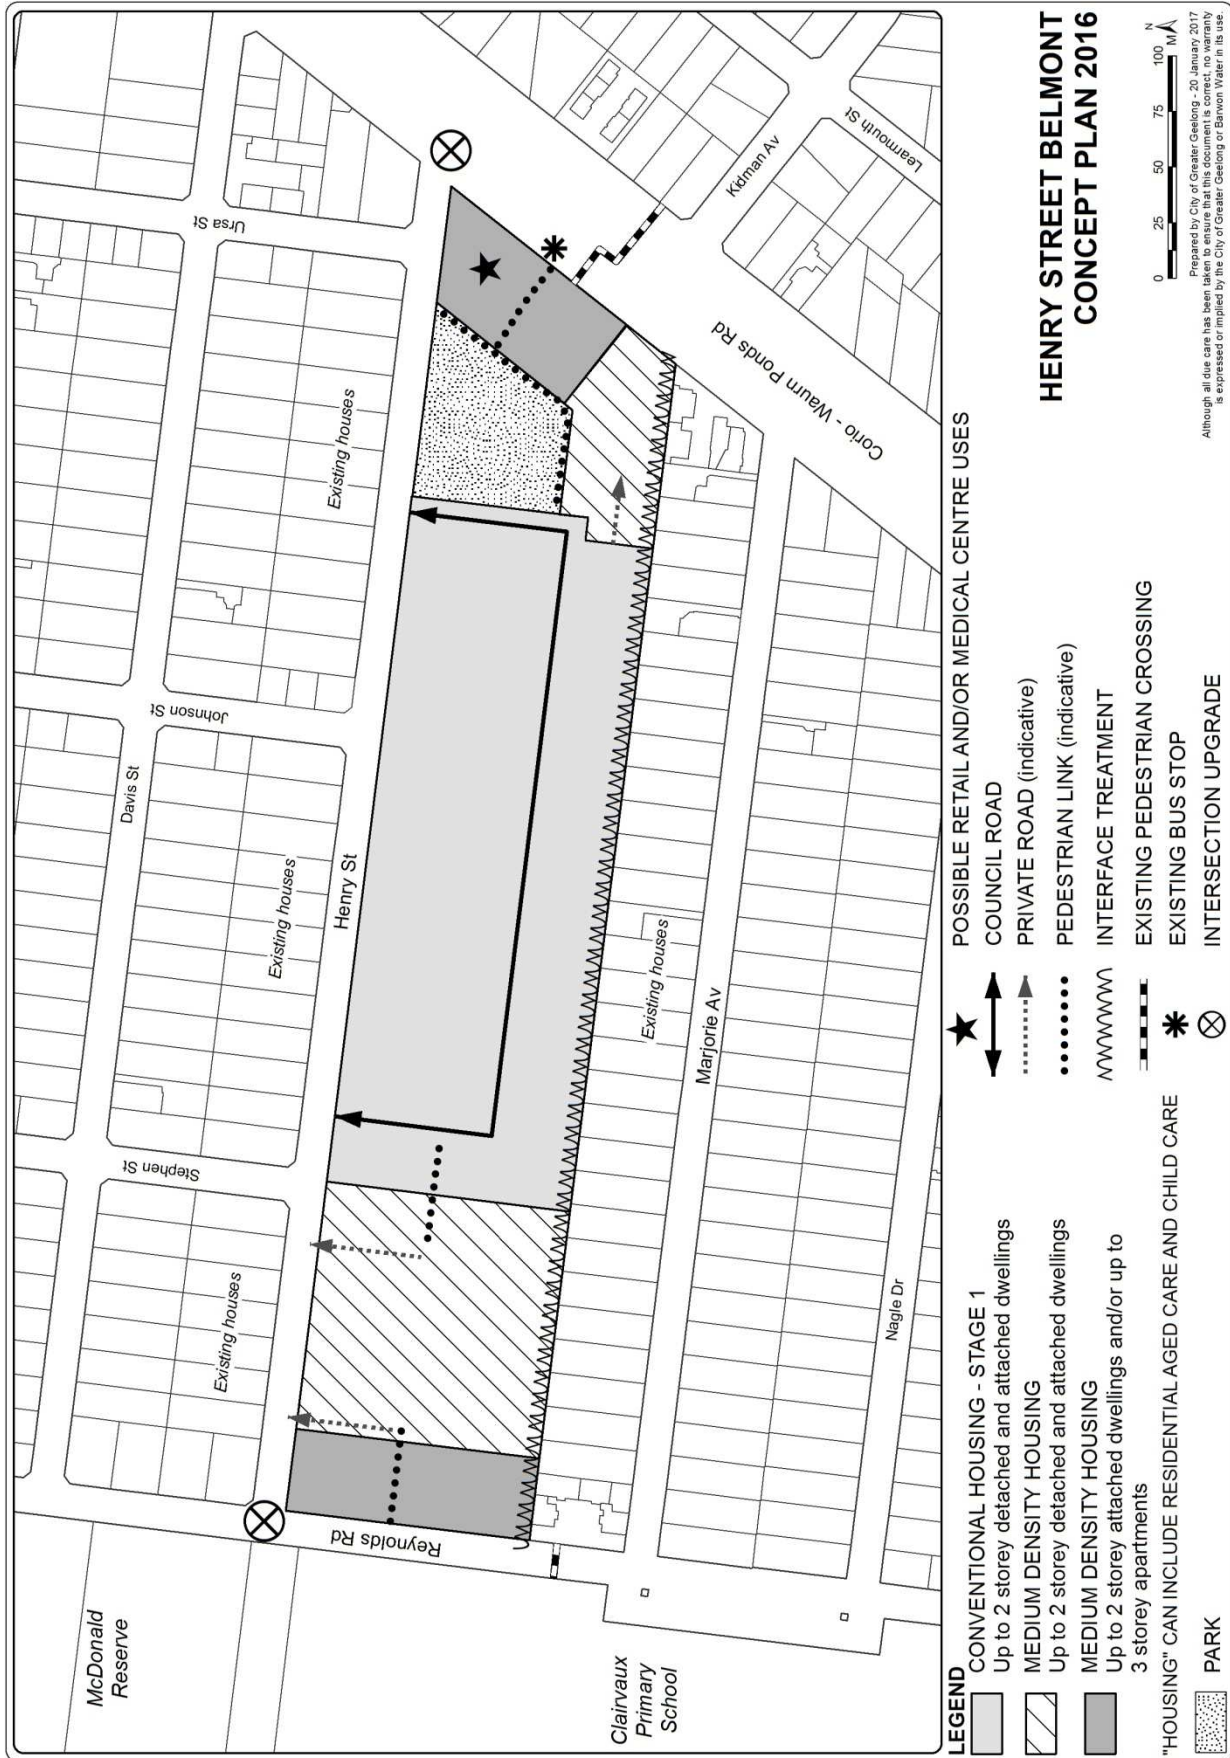 McDonald
Reserve
Clairvaux
Primary
School
Reynolds Rd
Existing houses
Stephen St
Existing houses
Henry St
Davis St
Johnson St
Existing houses
Ursa St
Existing houses
Marjorie Av
Nagle Dr
Corio - Waurn Ponds Rd
Kidman Av
Learmouth St
LEGEND
CONVENTIONAL HOUSING - STAGE 1
Up to 2 storey detached and attached dwellings
MEDIUM DENSITY HOUSING
Up to 2 storey detached and attached dwellings
MEDIUM DENSITY HOUSING
Up to 2 storey attached dwellings and/or up to
3 storey apartments
"HOUSING" CAN INCLUDE RESIDENTIAL AGED CARE AND CHILD CARE
PARK
POSSIBLE RETAIL AND/OR MEDICAL CENTRE USES
COUNCIL ROAD
PRIVATE ROAD (indicative)
PEDESTRIAN LINK (indicative)
INTERFACE TREATMENT
EXISTING PEDESTRIAN CROSSING
EXISTING BUS STOP
INTERSECTION UPGRADE
HENRY STREET BELMONT
CONCEPT PLAN 2016
0 25 50 75 100
M
N
Prepared by City of Greater Geelong - 20 January 2017
Although all due care has been taken to ensure that this document is correct, no warranty
is expressed or implied by the City of Greater Geelong or Barwon Water in its use.